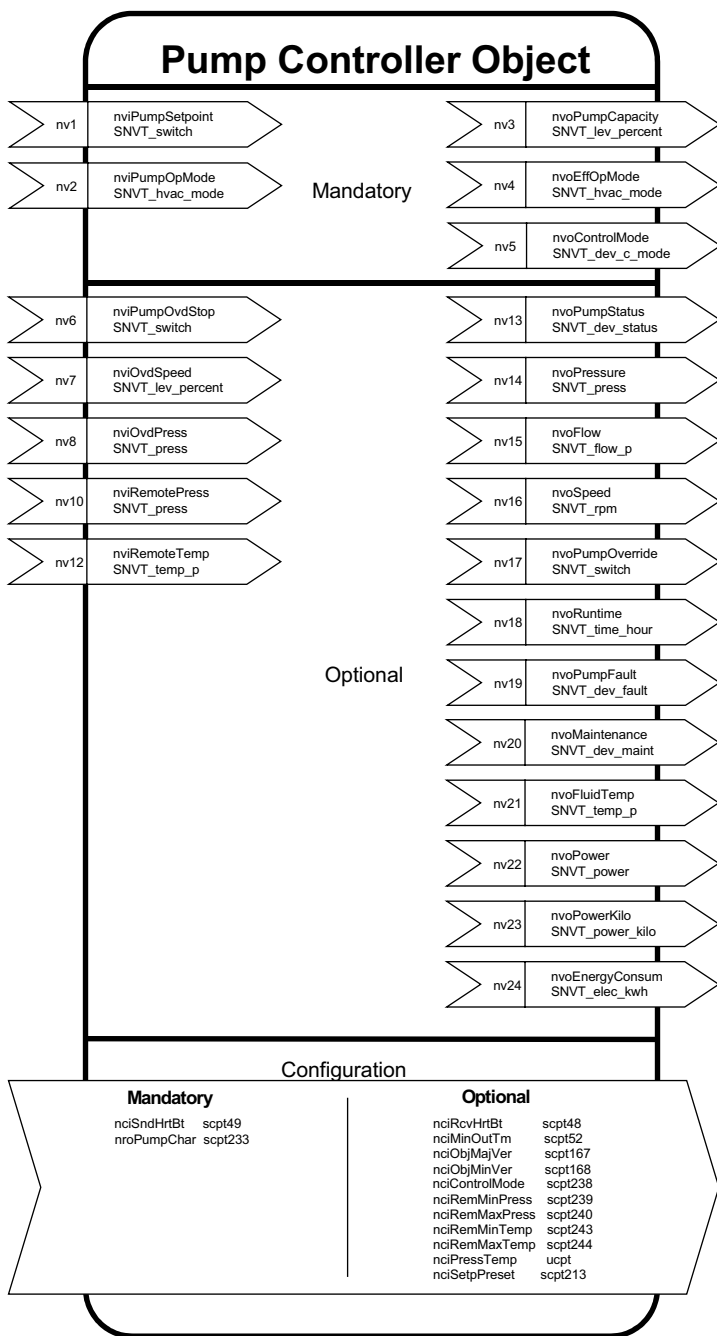 Pump Controller Object
nv1
nviPumpSetpoint
SNVT_switch
nv2
nviPumpOpMode
SNVT_hvac_mode
Mandatory
nv3
nvoPumpCapacity
SNVT_lev_percent
nv4
nvoEffOpMode
SNVT_hvac_mode
nv5
nvoControlMode
SNVT_dev_c_mode
nv6
nviPumpOvdStop
SNVT_switch
nv7
nviOvdSpeed
SNVT_lev_percent
nv8
nviOvdPress
SNVT_press
nv10
nviRemotePress
SNVT_press
nv12
nviRemoteTemp
SNVT_temp_p
Optional
nv13
nvoPumpStatus
SNVT_dev_status
nv14
nvoPressure
SNVT_press
nv15
nvoFlow
SNVT_flow_p
nv16
nvoSpeed
SNVT_rpm
nv17
nvoPumpOverride
SNVT_switch
nv18
nvoRuntime
SNVT_time_hour
nv19
nvoPumpFault
SNVT_dev_fault
nv20
nvoMaintenance
SNVT_dev_maint
nv21
nvoFluidTemp
SNVT_temp_p
nv22
nvoPower
SNVT_power
nv23
nvoPowerKilo
SNVT_power_kilo
nv24
nvoEnergyConsum
SNVT_elec_kwh
Configuration
Mandatory
nciSndHrtBt scpt49
nroPumpChar scpt233
Optional
nciRcvHrtBt scpt48
nciMinOutTm scpt52
nciObjMajVer scpt167
nciObjMinVer scpt168
nciControlMode scpt238
nciRemMinPress scpt239
nciRemMaxPress scpt240
nciRemMinTemp scpt243
nciRemMaxTemp scpt244
nciPressTemp ucpt
nciSetpPreset scpt213